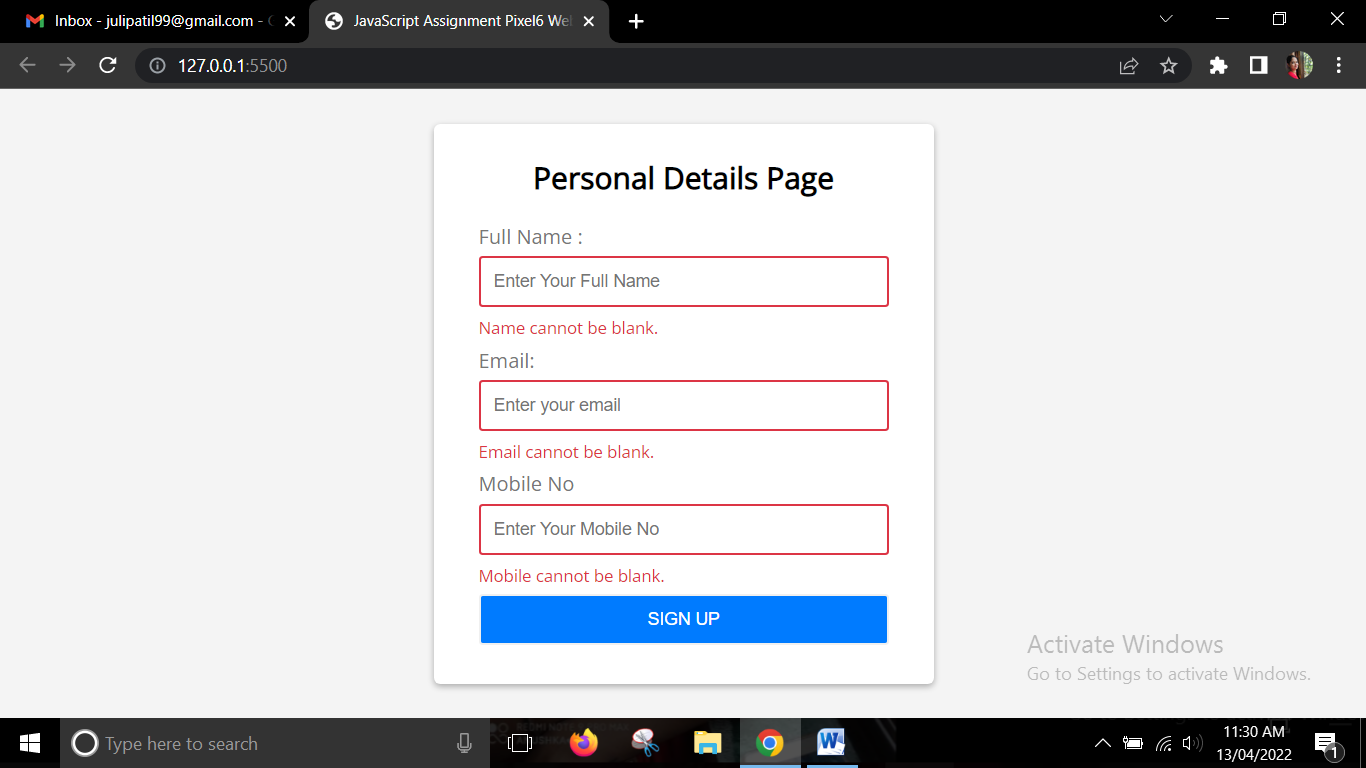 Inbox - julipatil99@gmail.com -
JavaScript Assignment Pixel6 We
127.0.0.1:5500
Personal Details Page
Full Name :
Enter Your Full Name
Name cannot be blank.
Email:
Enter your email
Email cannot be blank.
Mobile No
Enter Your Mobile No
Mobile cannot be blank.
SIGN UP
Activate Windows
Go to Settings to activate Windows.
Type here to search
W
11:30 AM
13/04/2022
1